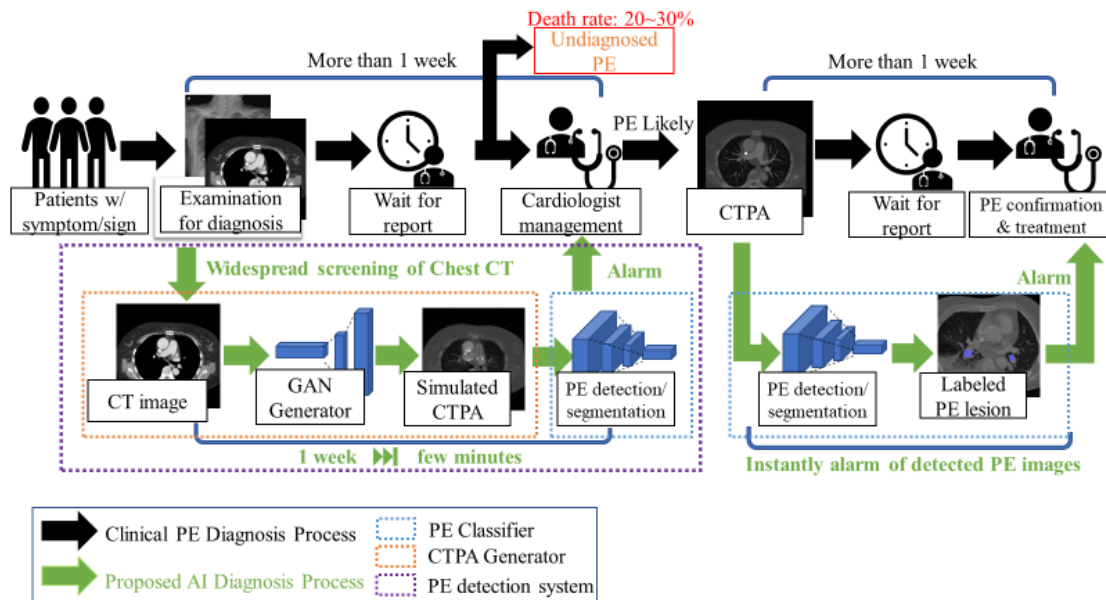 Death rate: 20~30%
Undiagnosed
PE
More than 1 week
More than 1 week
PE Likely
Patients w/
symptom/sign
Examination
for diagnosis
Wait for
report
Cardiologist
management
CTPA
Wait for
report
PE confirmation
& treatment
Widespread screening of Chest CT
Alarm
Alarm
CT image
GAN
Generator
Simulated
CTPA
PE detection/
segmentation
PE detection/
segmentation
Labeled
PE lesion
1 week
few minutes
Instantly alarm of detected PE images
Clinical PE Diagnosis Process
Proposed AI Diagnosis Process
PE Classifier
CTPA Generator
PE detection system